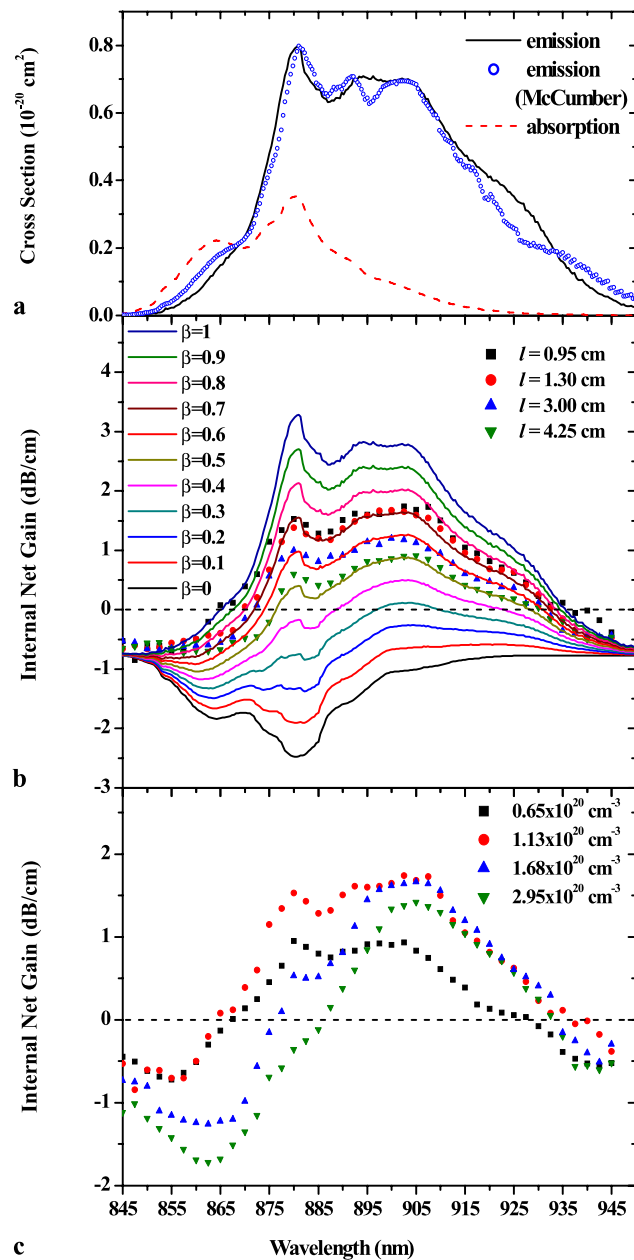 0.8
0.6
0.4
0.2
0.0
Cross Section (10⁻²⁰ cm²)
emission
emission
(McCumber)
absorption
a
4
3
2
1
0
-1
-2
-3
Internal Net Gain (dB/cm)
β=1
β=0.9
β=0.8
β=0.7
β=0.6
β=0.5
β=0.4
β=0.3
β=0.2
β=0.1
β=0
l = 0.95 cm
l = 1.30 cm
l = 3.00 cm
l = 4.25 cm
b
2
1
0
-1
-2
Internal Net Gain (dB/cm)
0.65x10²⁰ cm⁻³
1.13x10²⁰ cm⁻³
1.68x10²⁰ cm⁻³
2.95x10²⁰ cm⁻³
845 855 865 875 885 895 905 915 925 935 945
Wavelength (nm)
c